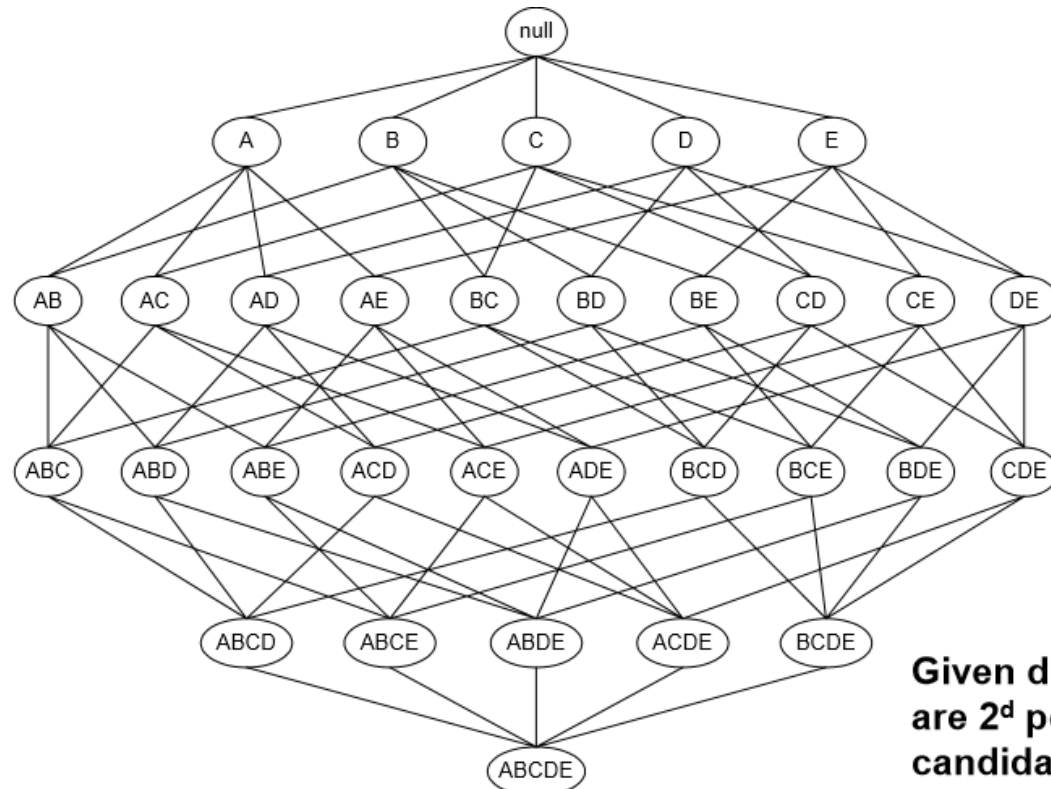 null
A B C D E
AB AC AD AE BC BD BE CD CE DE
ABC ABD ABE ACD ACE ADE BCD BCE BDE CDE
ABCD ABCE ABDE ACDE BCDE
Given d
are 2ᵈ
candida
ABCDE